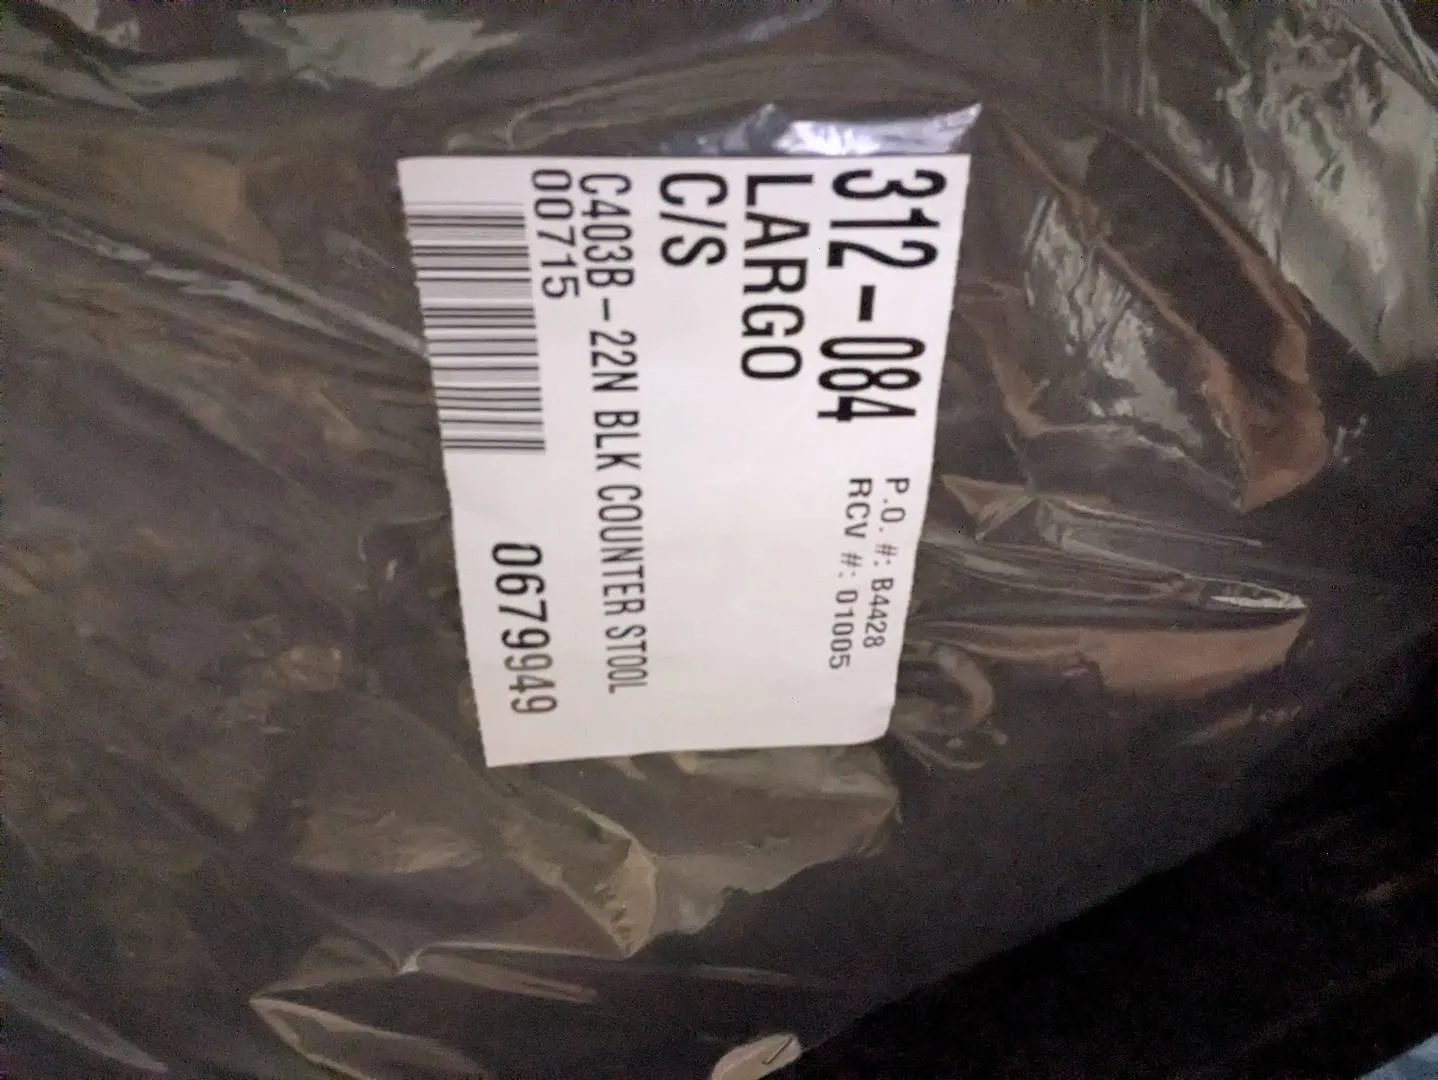 312-084
P.O. #: B4428
RCV #: 01005
LARGO
C/S
C403B-22N BLK COUNTER STOOL
00715
0679949